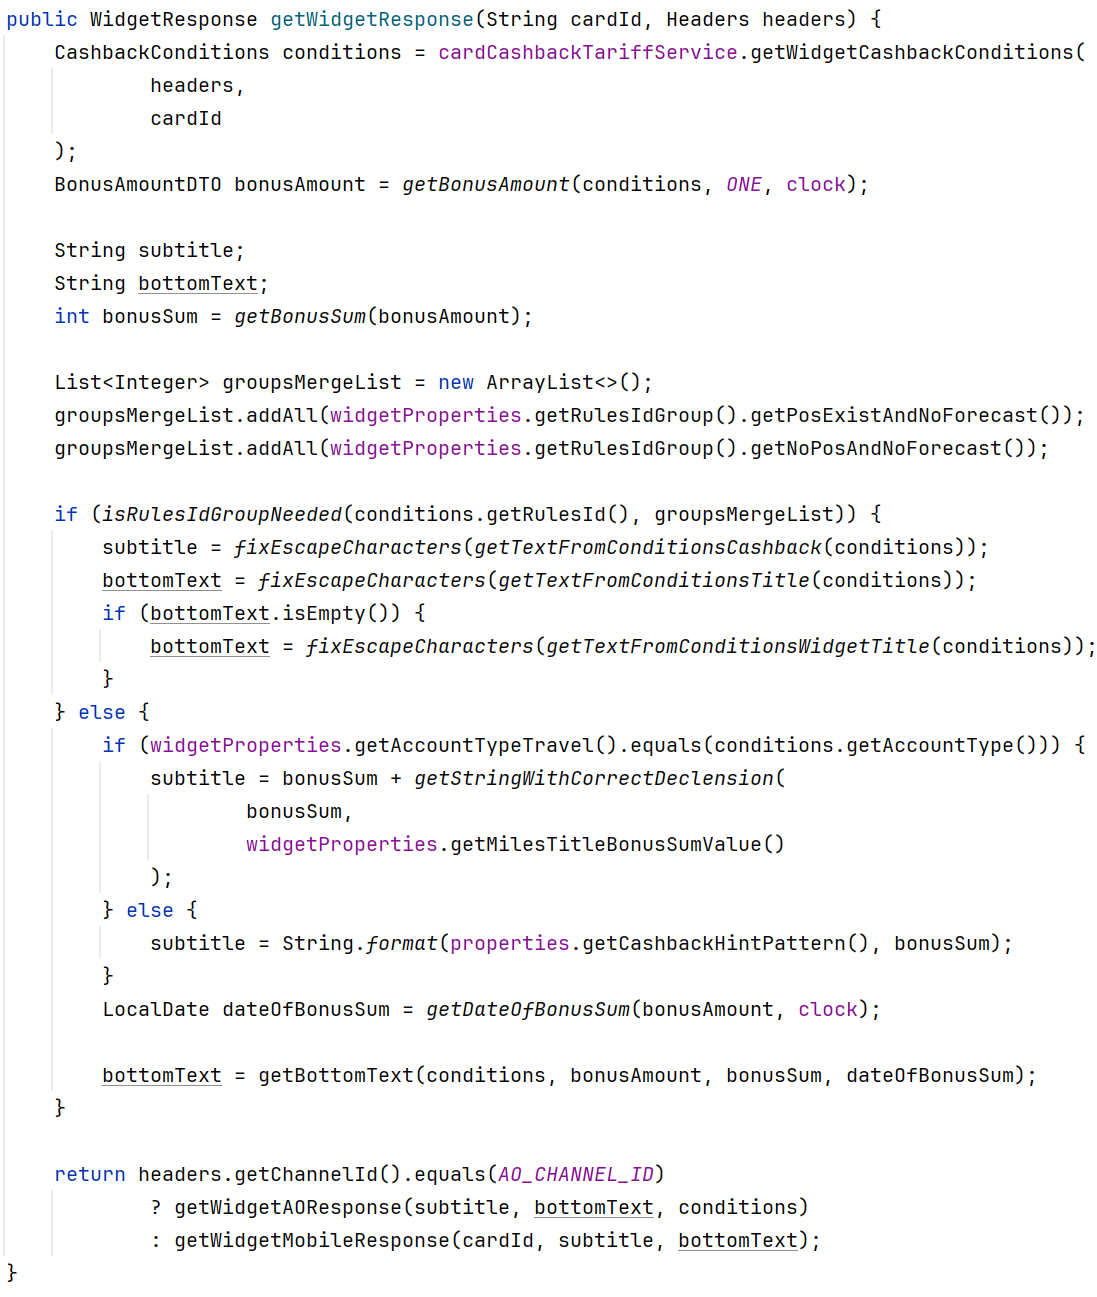 public WidgetResponse getWidgetResponse(String cardId, Headers headers) {
    CashbackConditions conditions = cardCashbackTariffService.getWidgetCashbackConditions(
            headers,
            cardId
    );
    BonusAmountDTO bonusAmount = getBonusAmount(conditions, ONE, clock);

    String subtitle;
    String bottomText;
    int bonusSum = getBonusSum(bonusAmount);

    List<Integer> groupsMergeList = new ArrayList<>();
    groupsMergeList.addAll(widgetProperties.getRulesIdGroup().getPosExistAndNoForecast());
    groupsMergeList.addAll(widgetProperties.getRulesIdGroup().getNoPosAndNoForecast());

    if (isRulesIdGroupNeeded(conditions.getRulesId(), groupsMergeList)) {
        subtitle = fixEscapeCharacters(getTextFromConditionsCashback(conditions));
        bottomText = fixEscapeCharacters(getTextFromConditionsTitle(conditions));
        if (bottomText.isEmpty()) {
            bottomText = fixEscapeCharacters(getTextFromConditionsWidgetTitle(conditions));
        }
    } else {
        if (widgetProperties.getAccountTypeTravel().equals(conditions.getAccountType())) {
            subtitle = bonusSum + getStringWithCorrectDeclension(
                    bonusSum,
                    widgetProperties.getMilesTitleBonusSumValue()
            );
        } else {
            subtitle = String.format(properties.getCashbackHintPattern(), bonusSum);
        }
        LocalDate dateOfBonusSum = getDateOfBonusSum(bonusAmount, clock);

        bottomText = getBottomText(conditions, bonusAmount, bonusSum, dateOfBonusSum);
    }

    return headers.getChannelId().equals(AO_CHANNEL_ID)
            ? getWidgetAOResponse(subtitle, bottomText, conditions)
            : getWidgetMobileResponse(cardId, subtitle, bottomText);
}